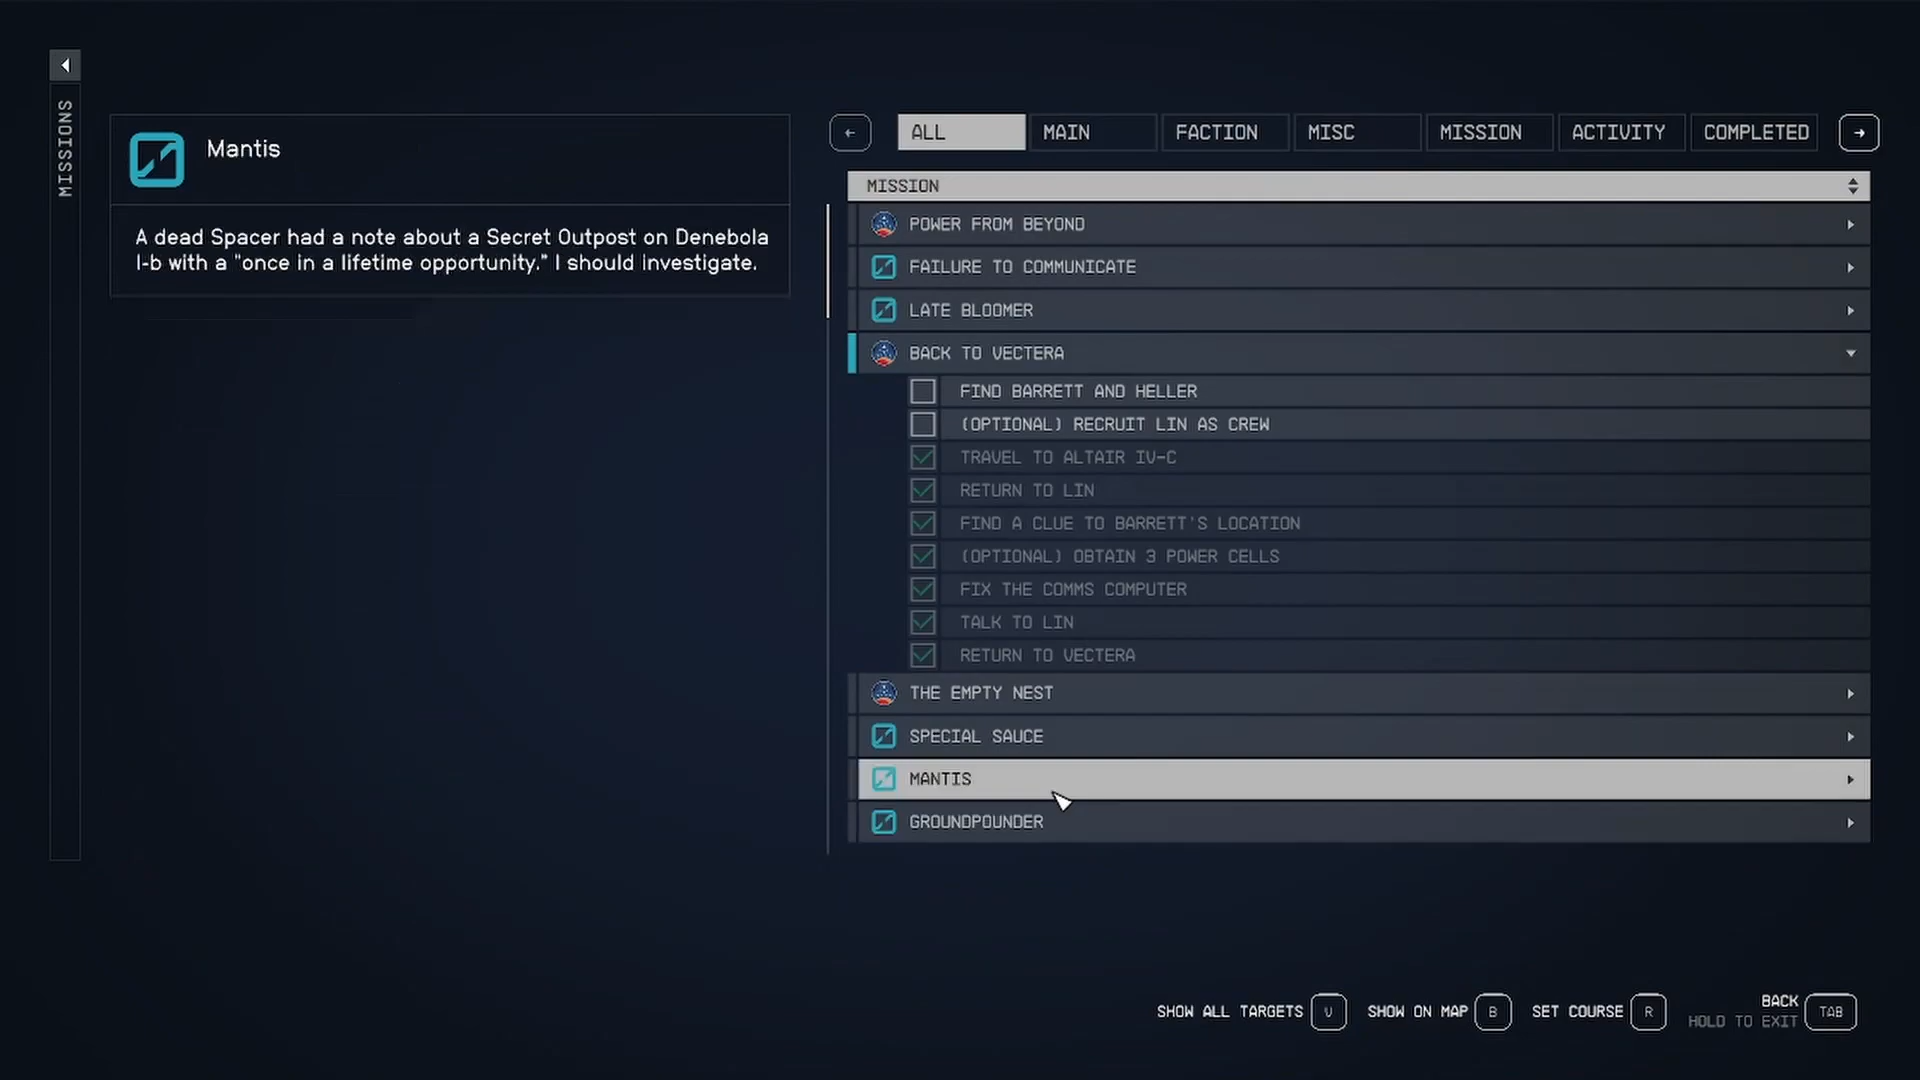 MISSIONS
Mantis
A dead Spacer had a note about a Secret Outpost on Denebola
I-b with a "once in a lifetime opportunity." I should investigate.
ALL
MAIN
FACTION
MISC
MISSION
ACTIVITY
COMPLETED
MISSION
POWER FROM BEYOND
FAILURE TO COMMUNICATE
LATE BLOOMER
BACK TO VECTERA
FIND BARRETT AND HELLER
(OPTIONAL) RECRUIT LIN AS CREW
TRAVEL TO ALTAIR IV-C
RETURN TO LIN
FIND A CLUE TO BARRETT'S LOCATION
(OPTIONAL) OBTAIN 3 POWER CELLS
FIX THE COMMS COMPUTER
TALK TO LIN
RETURN TO VECTERA
THE EMPTY NEST
SPECIAL SAUCE
MANTIS
GROUNDPOUNDER
SHOW ALL TARGETS V
SHOW ON MAP B
SET COURSE R
BACK
HOLD TO EXIT
TAB